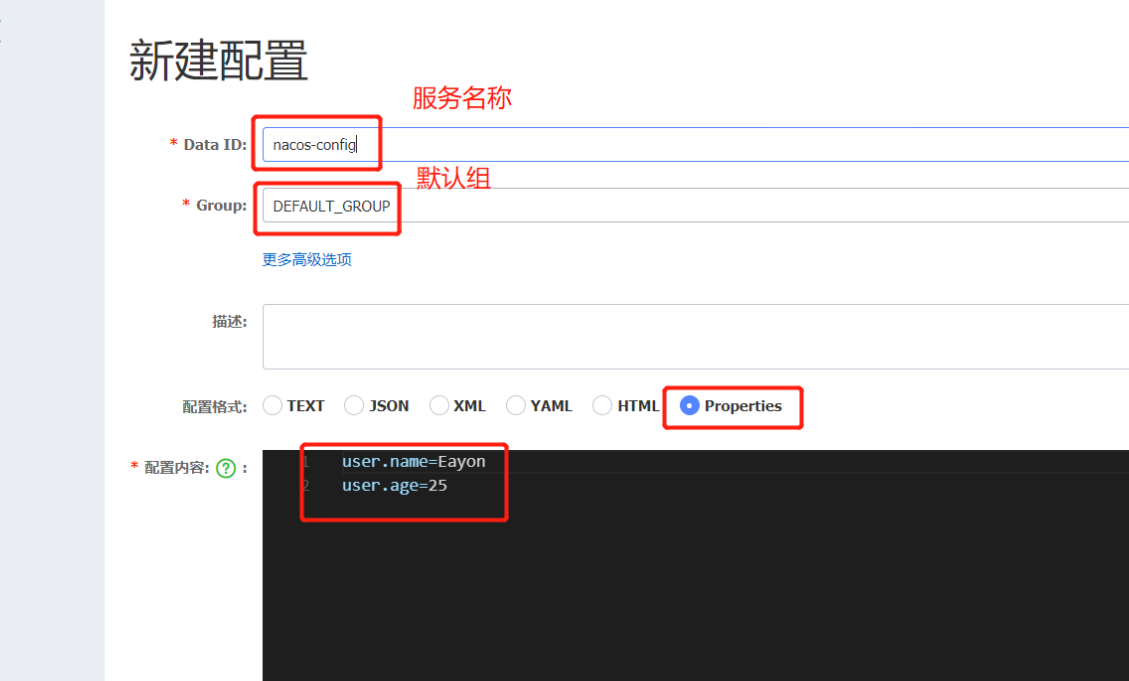 新建配置
服务名称
* Data ID: nacos-config
默认组
* Group: DEFAULT_GROUP
更多高级选项
描述:
配置格式: TEXT JSON XML YAML HTML Properties
* 配置内容: ? :
1 user.name=Eayon
2 user.age=25